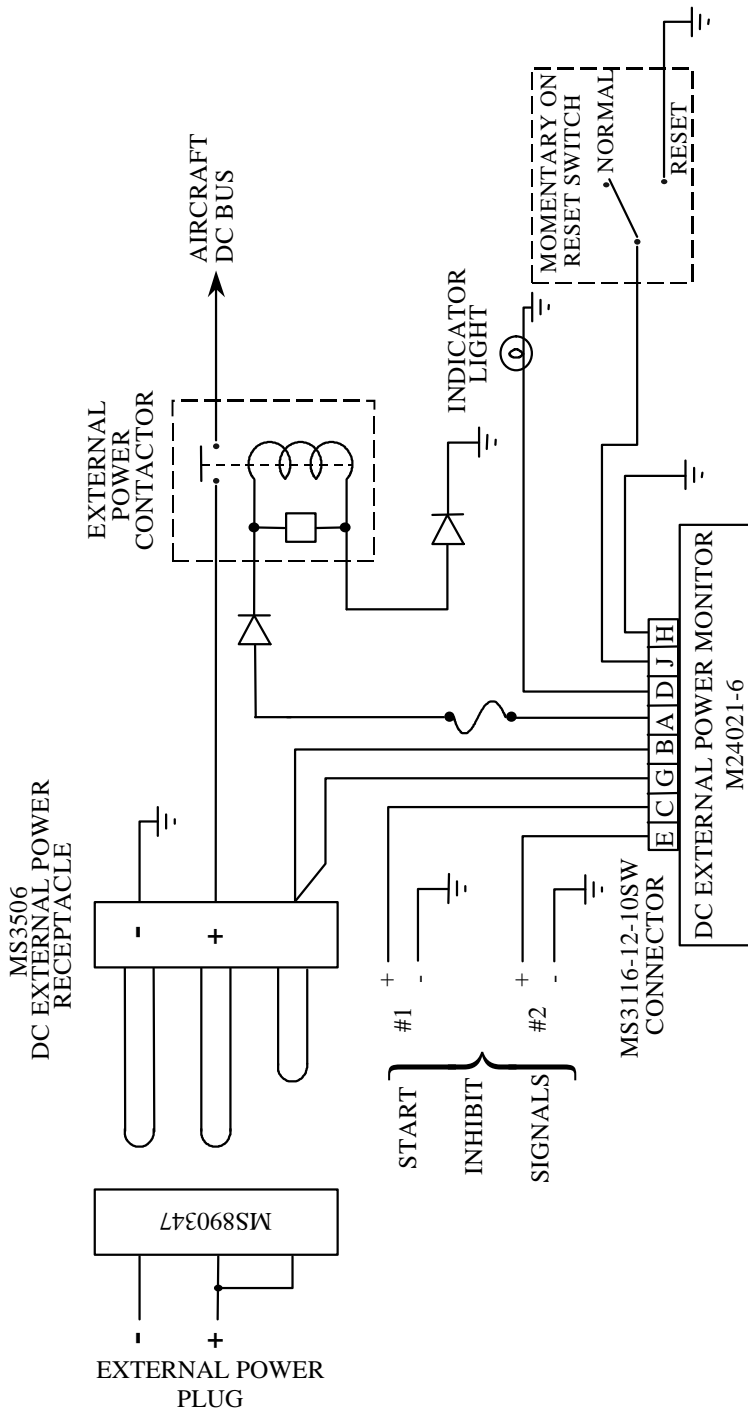 MS3506
DC EXTERNAL POWER
RECEPTACLE
EXTERNAL
POWER
CONTACTOR
AIRCRAFT
DC BUS
-
+
MS890347
-
+
EXTERNAL POWER
PLUG
START
INHIBIT
SIGNALS
#1
+
-
#2
+
-
INDICATOR
LIGHT
MOMENTARY ON
RESET SWITCH
NORMAL
RESET
MS3116-12-10SW
CONNECTOR
E C G B A D J H
DC EXTERNAL POWER MONITOR
M24021-6